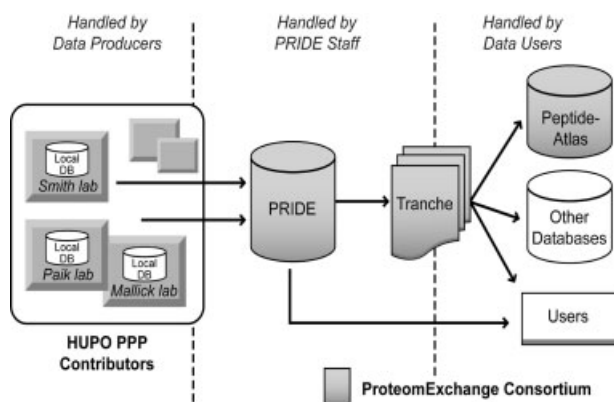 Handled by
Data Producers
Handled by
PRIDE Staff
Handled by
Data Users
Local
DB
Smith lab
Local
DB
Paik lab
Local
DB
Mallick lab
HUPO PPP
Contributors
PRIDE
Tranche
Peptide-
Atlas
Other
Databases
Users
ProteomExchange Consortium